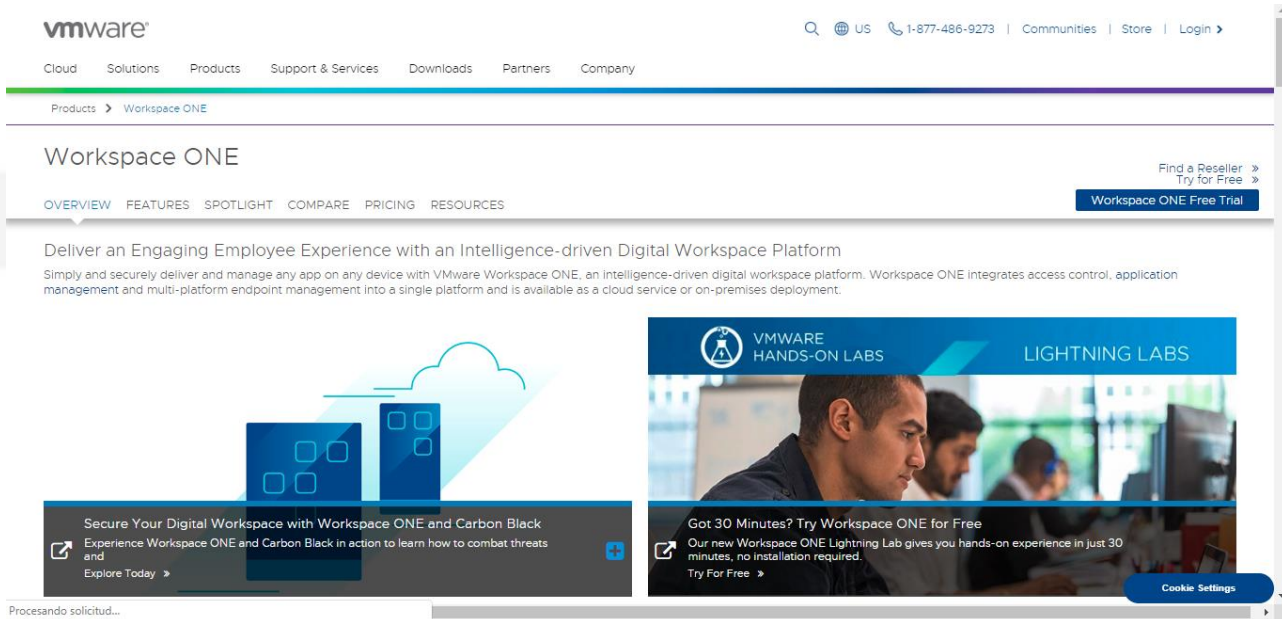 vmware
US 1-877-486-9273 | Communities | Store | Login
Cloud Solutions Products Support & Services Downloads Partners Company
Products > Workspace ONE
Workspace ONE
Find a Reseller »
Try for Free »
OVERVIEW FEATURES SPOTLIGHT COMPARE PRICING RESOURCES
Workspace ONE Free Trial
Deliver an Engaging Employee Experience with an Intelligence-driven Digital Workspace Platform
Simply and securely deliver and manage any app on any device with VMware Workspace ONE, an intelligence-driven digital workspace platform. Workspace ONE integrates access control, application
management and multi-platform endpoint management into a single platform and is available as a cloud service or on-premises deployment.
Secure Your Digital Workspace with Workspace ONE and Carbon Black
Experience Workspace ONE and Carbon Black in action to learn how to combat threats
and
Explore Today »
VMWARE
HANDS-ON LABS
LIGHTNING LABS
Got 30 Minutes? Try Workspace ONE for Free
Our new Workspace ONE Lightning Lab gives you hands-on experience in just 30
minutes, no installation required.
Try For Free »
Cookie Settings
Procesando solicitud...